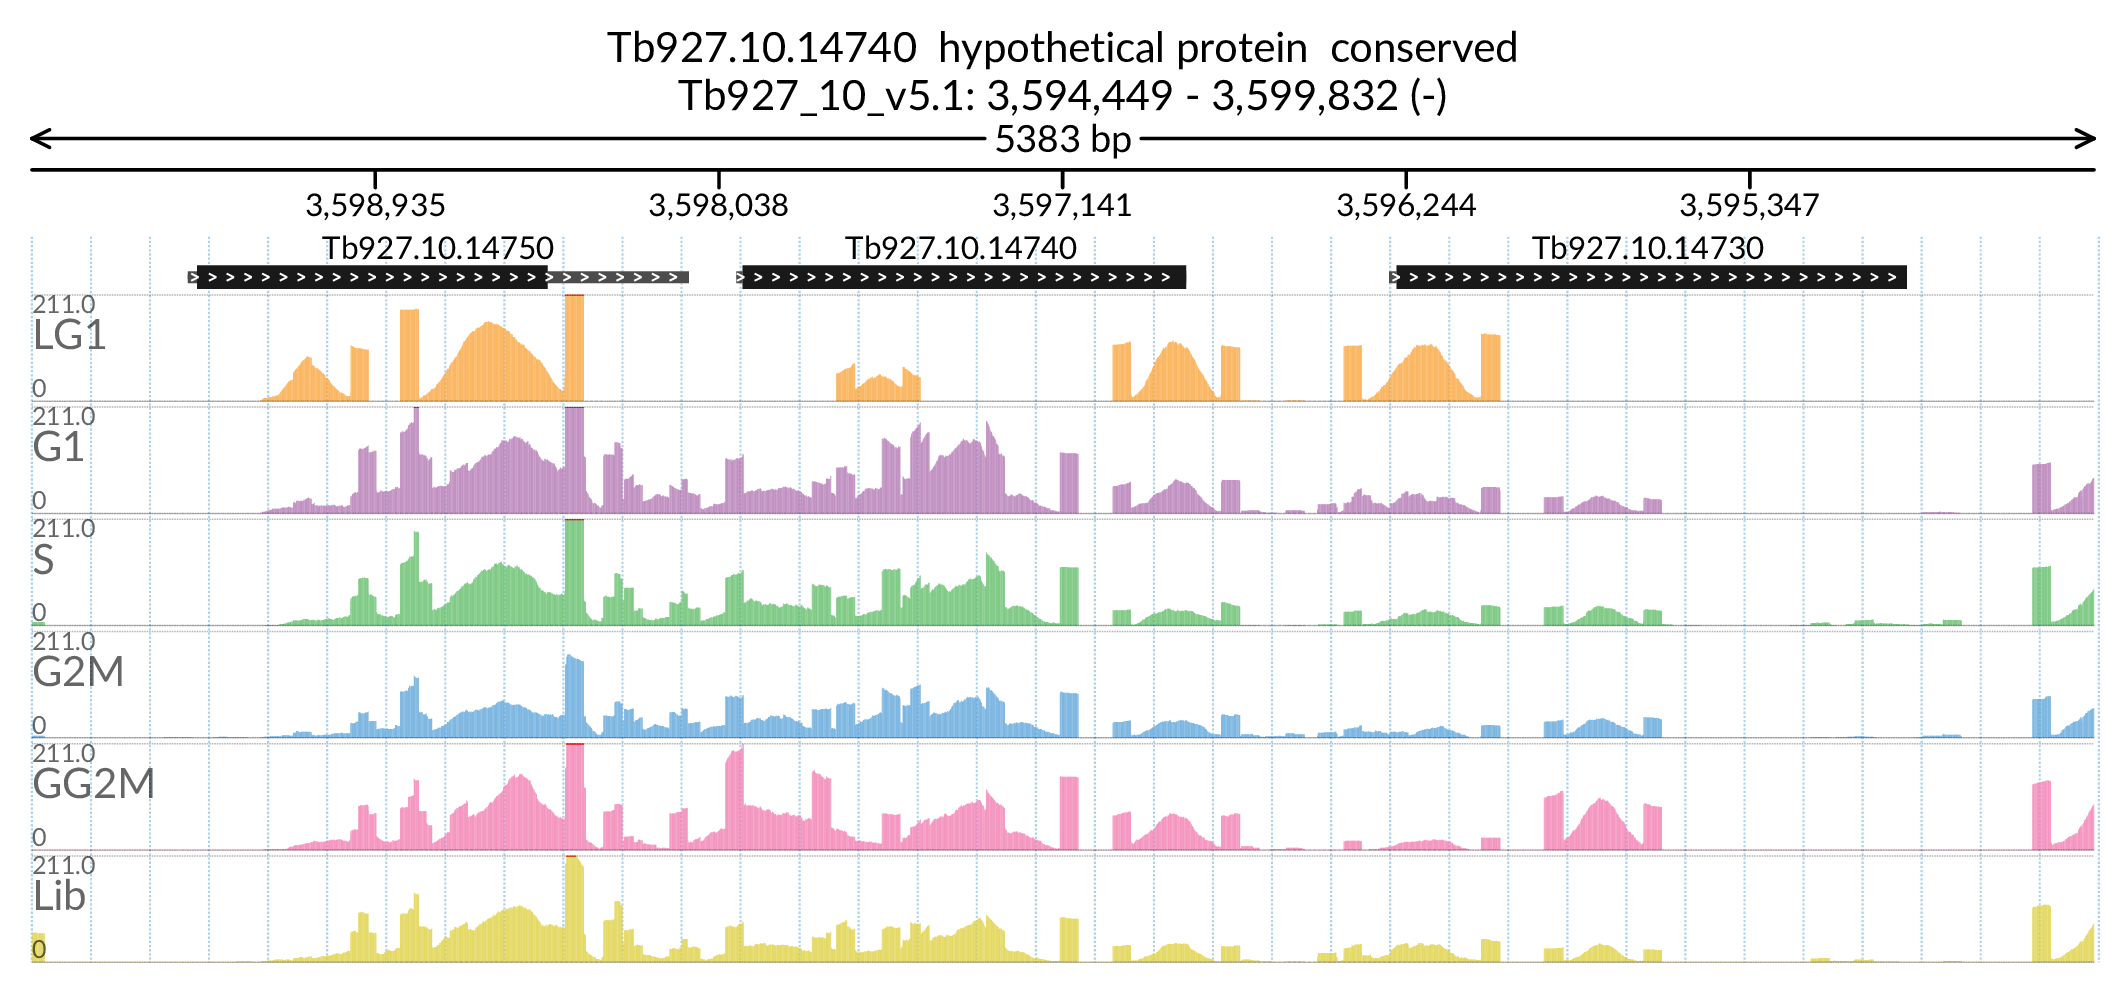 Tb927.10.14740  hypothetical protein  conserved
Tb927_10_v5.1: 3,594,449 - 3,599,832 (-)
5383 bp
3,598,935 3,598,038 3,597,141 3,596,244 3,595,347
Tb927.10.14750 Tb927.10.14740 Tb927.10.14730
211.0
LG1
0
211.0
G1
0
211.0
S
0
211.0
G2M
0
211.0
GG2M
0
211.0
Lib
0